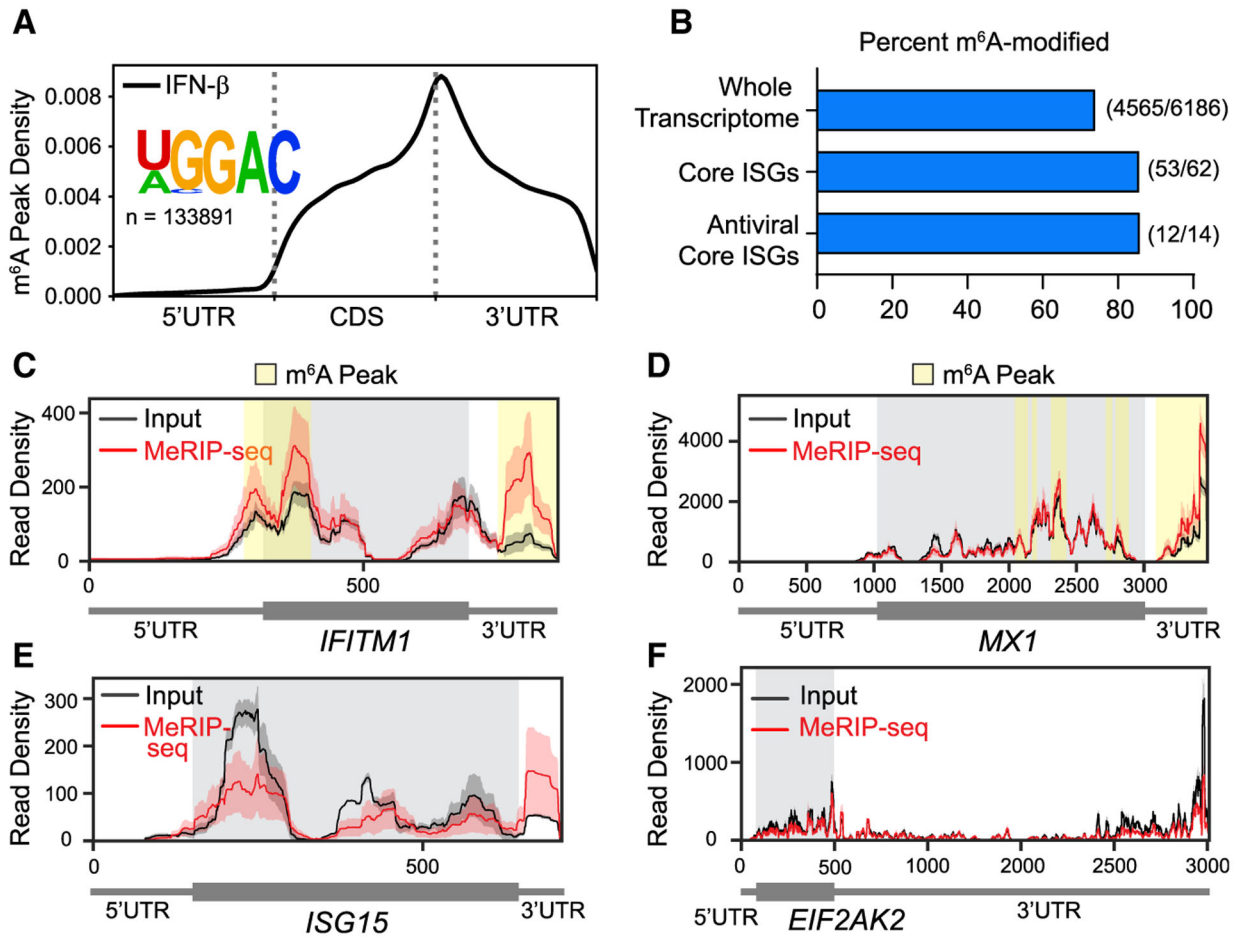 A
m⁶A Peak Density
0.008
0.006
0.004
0.002
0.000
IFN-β
UGGAC
A
n = 133891
5'UTR
CDS
3'UTR
B
Percent m⁶A-modified
Whole
Transcriptome
(4565/6186)
Core ISGs
(53/62)
Antiviral
Core ISGs
(12/14)
0 20 40 60 80 100
C
m⁶A Peak
Read Density
400
200
0
Input
MeRIP-seq
0 500
5'UTR
IFITM1
3'UTR
D
m⁶A Peak
Read Density
4000
2000
0
Input
MeRIP-seq
0 500 1000 1500 2000 2500 3000
5'UTR
MX1
3'UTR
E
Read Density
300
200
100
0
Input
MeRIP-
seq
0 500
5'UTR
ISG15
3'UTR
F
Read Density
2000
1000
0
Input
MeRIP-seq
0 500 1000 1500 2000 2500 3000
5'UTR
EIF2AK2
3'UTR